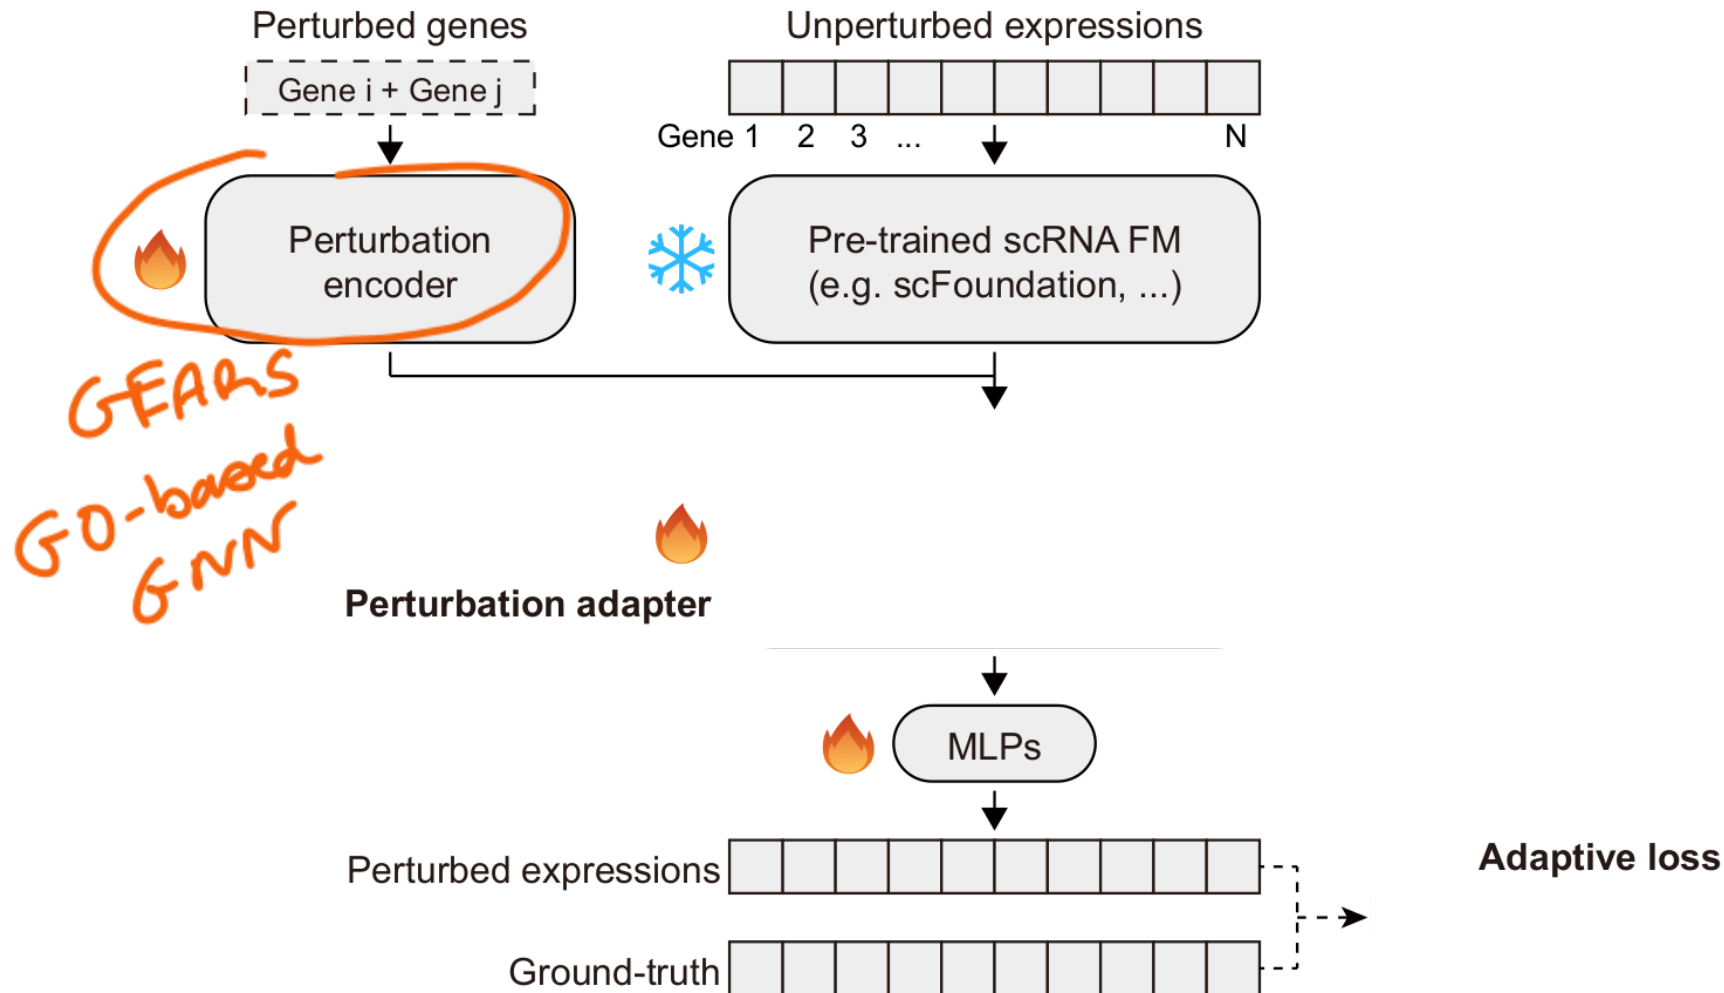 Perturbed genes
Unperturbed expressions
Gene i + Gene j
Gene 1 2 3 ... N
Perturbation
encoder
Pre-trained scRNA FM
(e.g. scFoundation, ...)
GEARS
GO-based
GNN
Perturbation adapter
MLPs
Perturbed expressions
Adaptive loss
Ground-truth